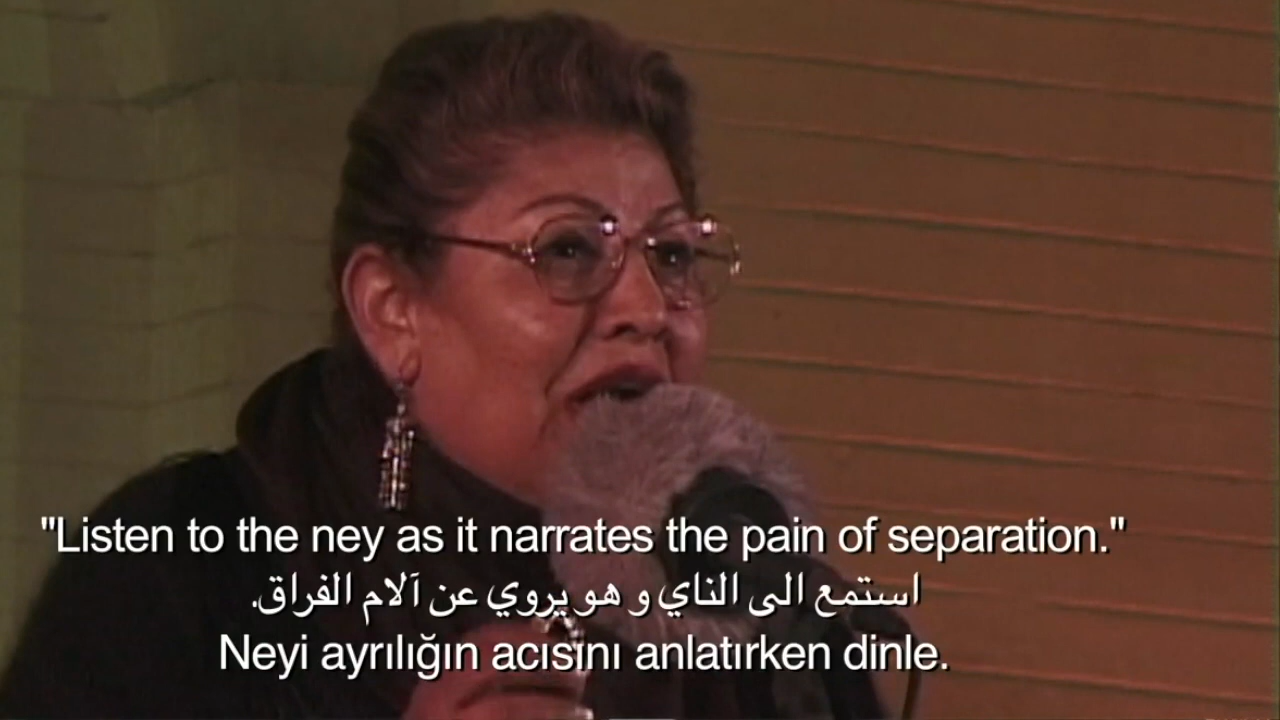 "Listen to the ney as it narrates the pain of separation."
استمع الى الناي و هو يروي عن آلام الفراق.
Neyi ayrılığın acısını anlatırken dinle.